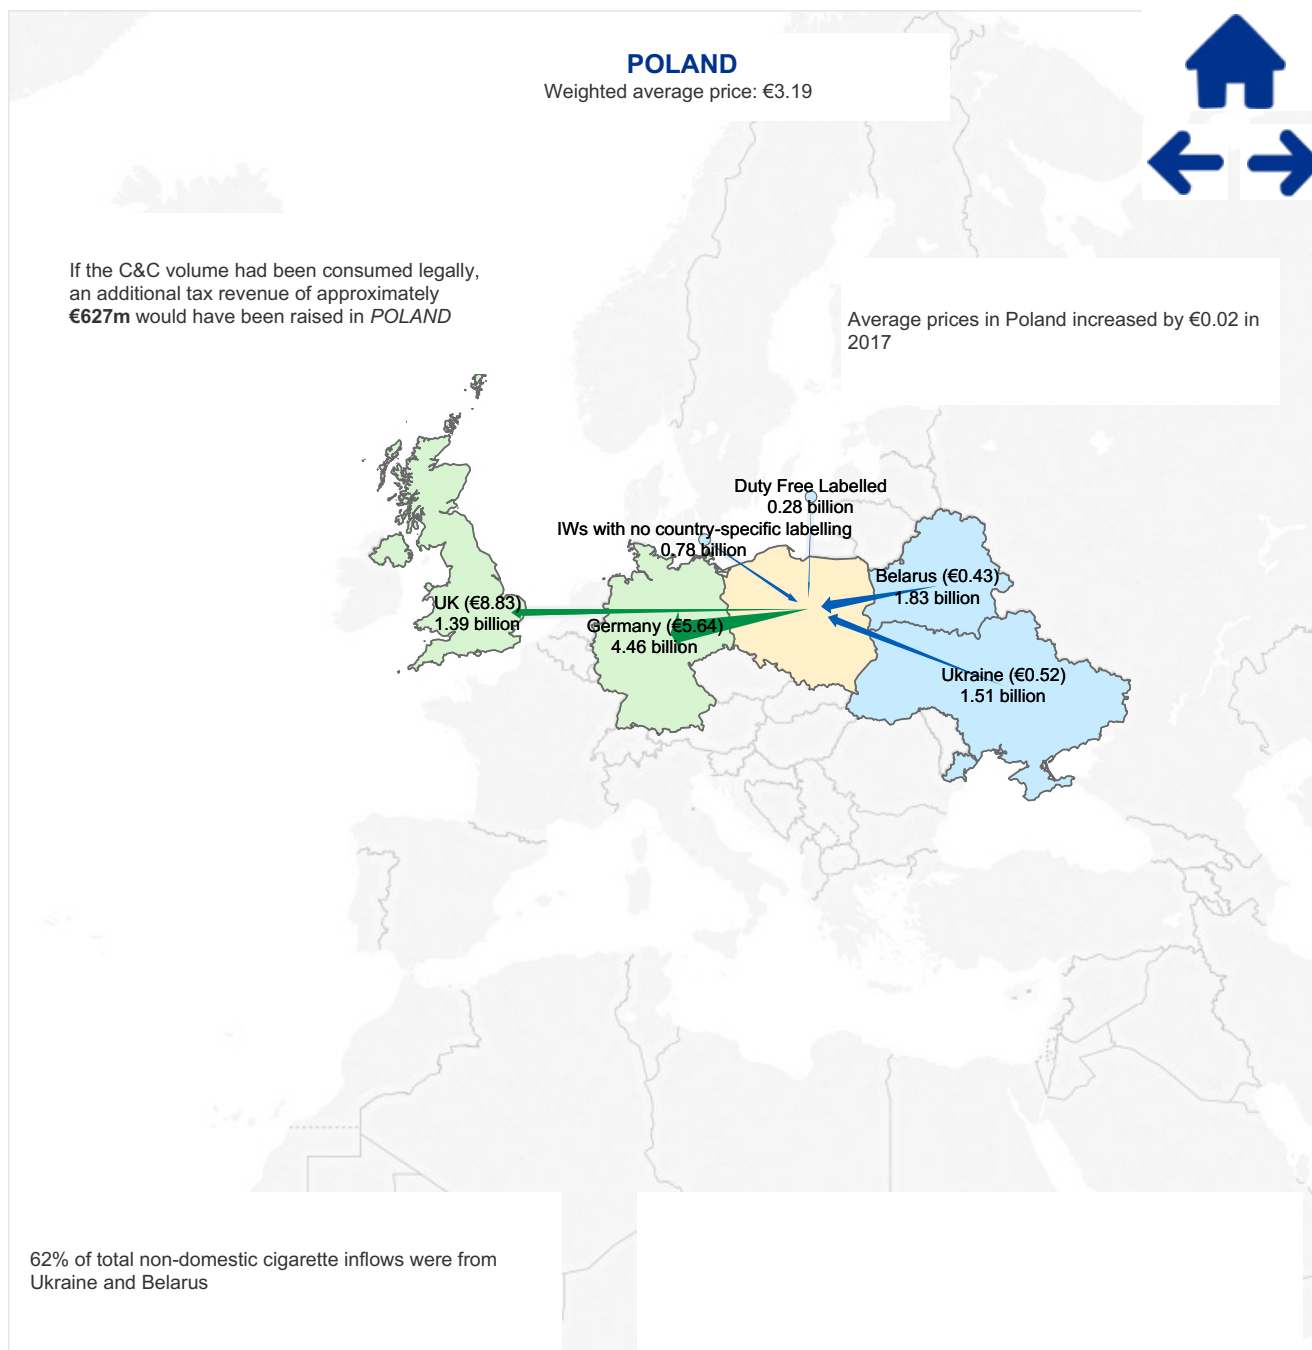 POLAND
Weighted average price: €3.19
If the C&C volume had been consumed legally,
an additional tax revenue of approximately
€627m would have been raised in POLAND
Average prices in Poland increased by €0.02 in
2017
Duty Free Labelled
0.28 billion
IWs with no country-specific labelling
0.78 billion
Belarus (€0.43)
1.83 billion
UK (€8.83)
1.39 billion
Germany (€5.64)
4.46 billion
Ukraine (€0.52)
1.51 billion
62% of total non-domestic cigarette inflows were from
Ukraine and Belarus